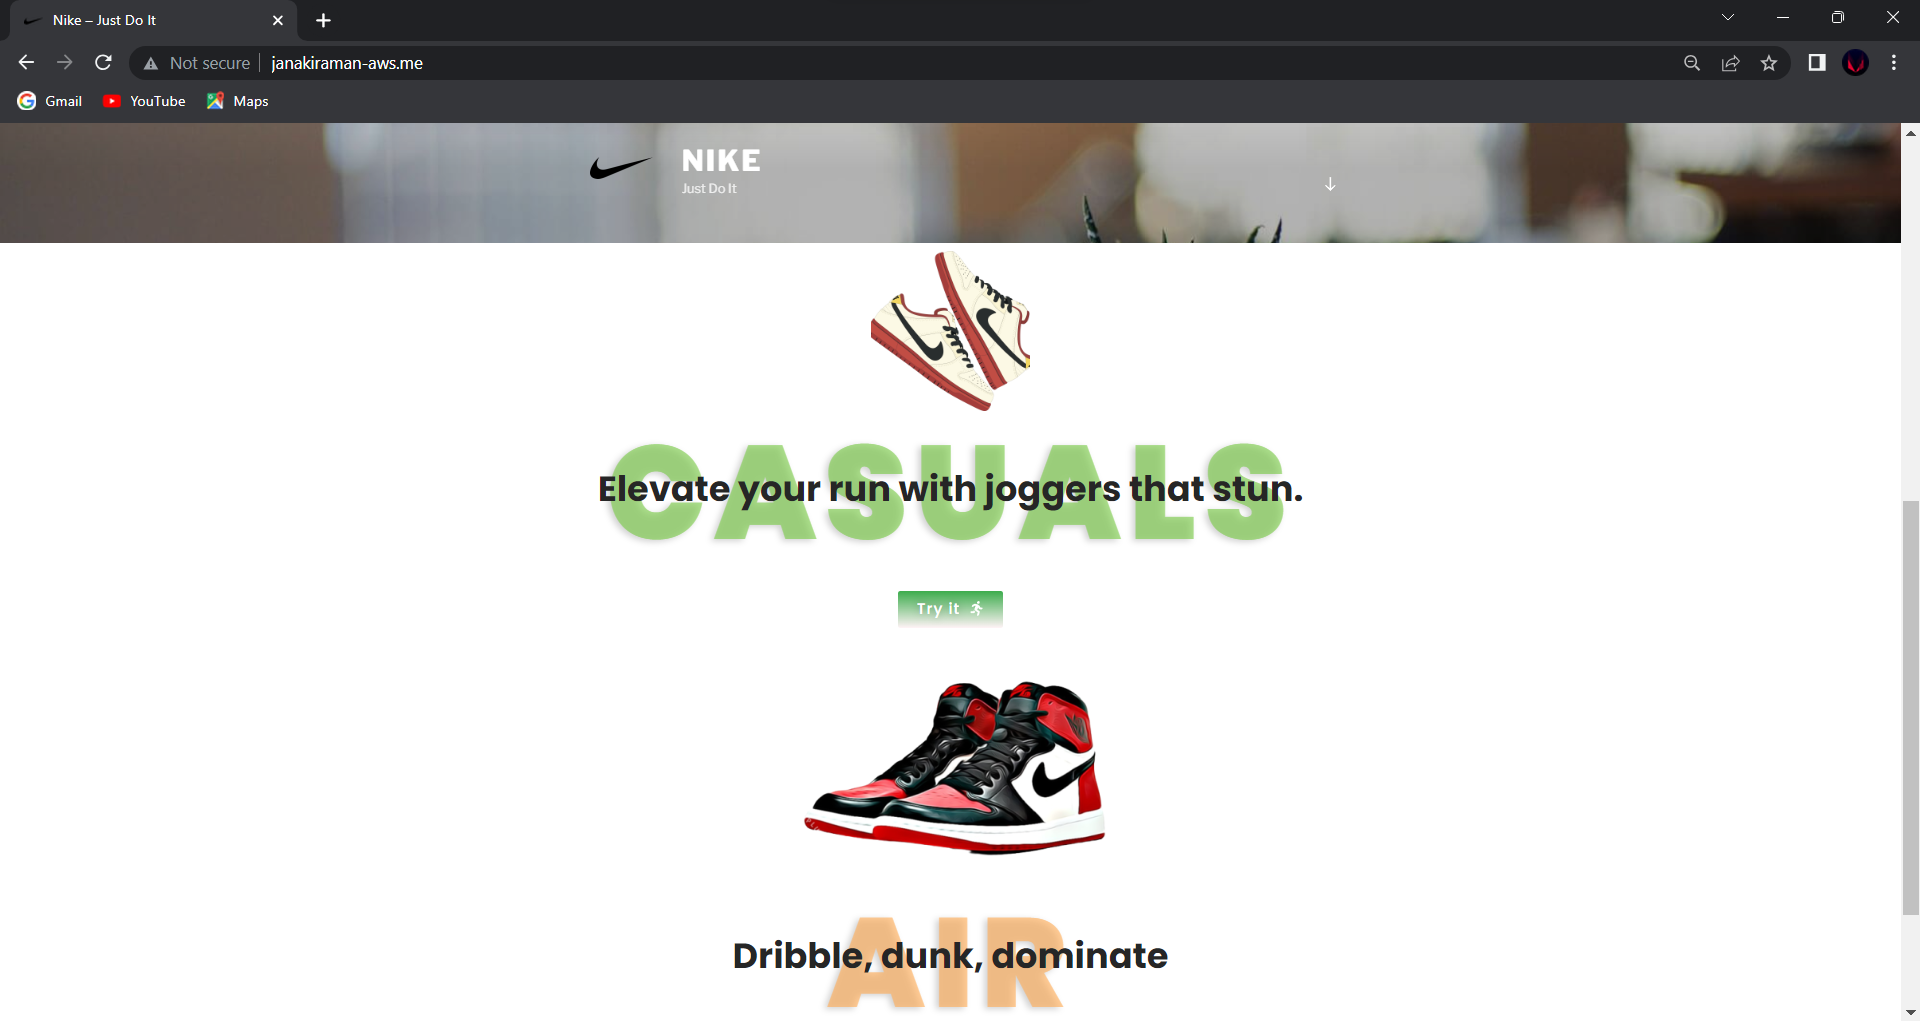 Nike – Just Do It
Not secure janakiraman-aws.me
Gmail YouTube Maps
NIKE
Just Do It
CASUALS
Elevate your run with joggers that stun.
Try it
AIR
Dribble, dunk, dominate